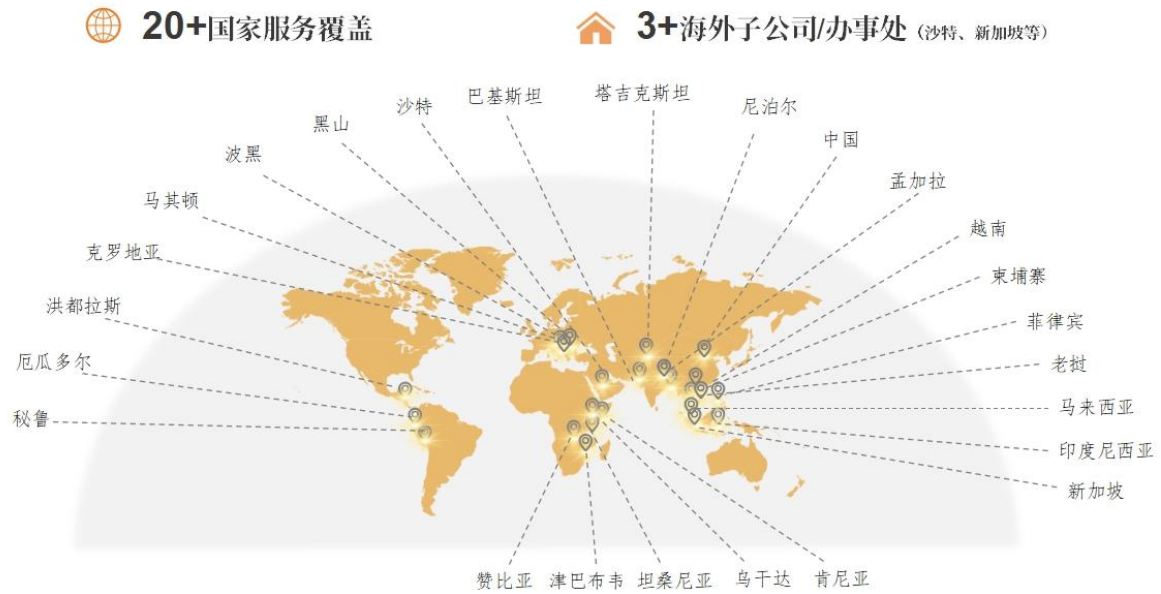 20+国家服务覆盖
3+海外子公司/办事处（沙特、新加坡等）
塔吉克斯坦
巴基斯坦
沙特
尼泊尔
黑山
中国
波黑
孟加拉
马其顿
越南
克罗地亚
柬埔寨
洪都拉斯
菲律宾
厄瓜多尔
老挝
马来西亚
秘鲁
印度尼西亚
新加坡
赞比亚
津巴布韦
坦桑尼亚
乌干达
肯尼亚